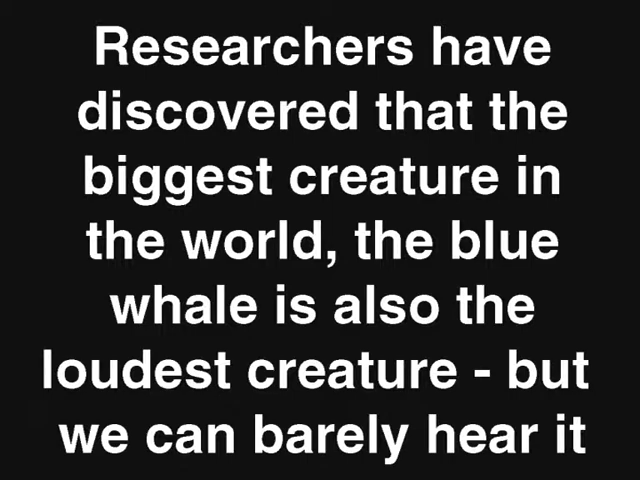 Researchers have
discovered that the
biggest creature in
the world, the blue
whale is also the
loudest creature - but
we can barely hear it